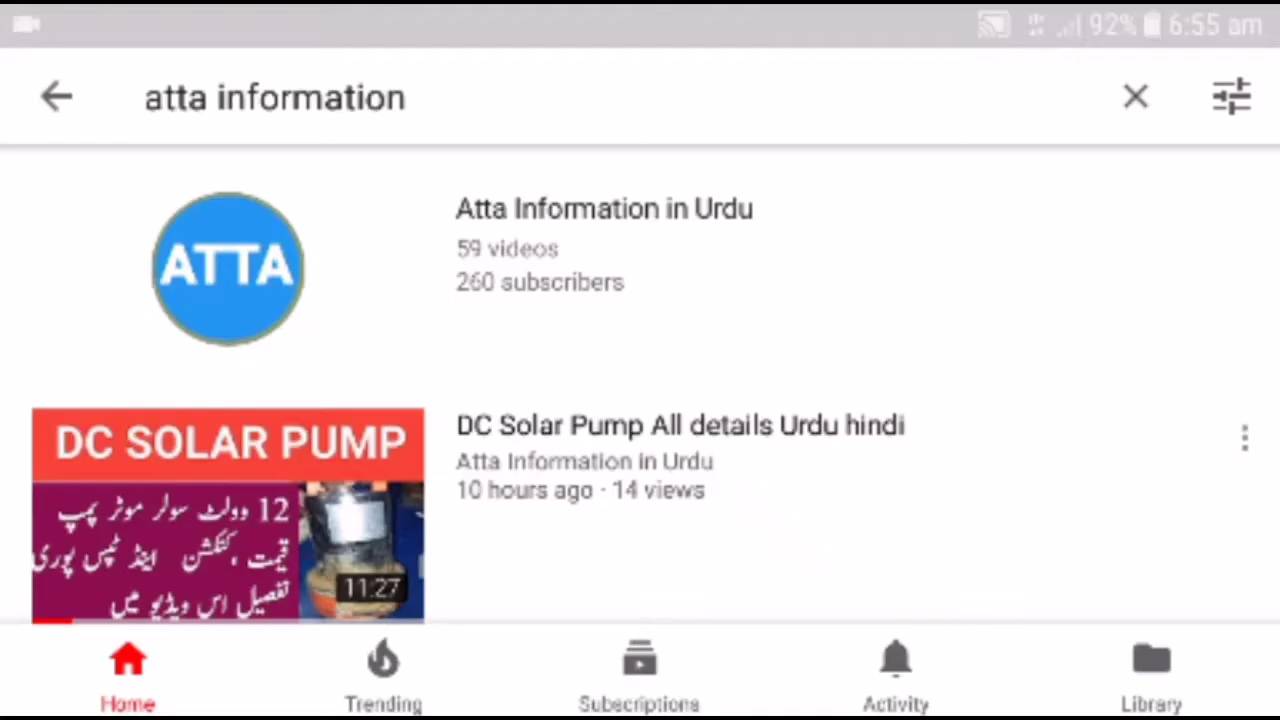 92% 6:55 am
atta information
ATTA
Atta Information in Urdu
59 videos
260 subscribers
DC SOLAR PUMP
12 وولٹ سولر موٹر پمپ
قیمت ،کنکشن اینڈ ٹپس پوری
تفصیل اس ویڈیو میں
11:27
DC Solar Pump All details Urdu hindi
Atta Information in Urdu
10 hours ago · 14 views
Home Trending Subscriptions Activity Library